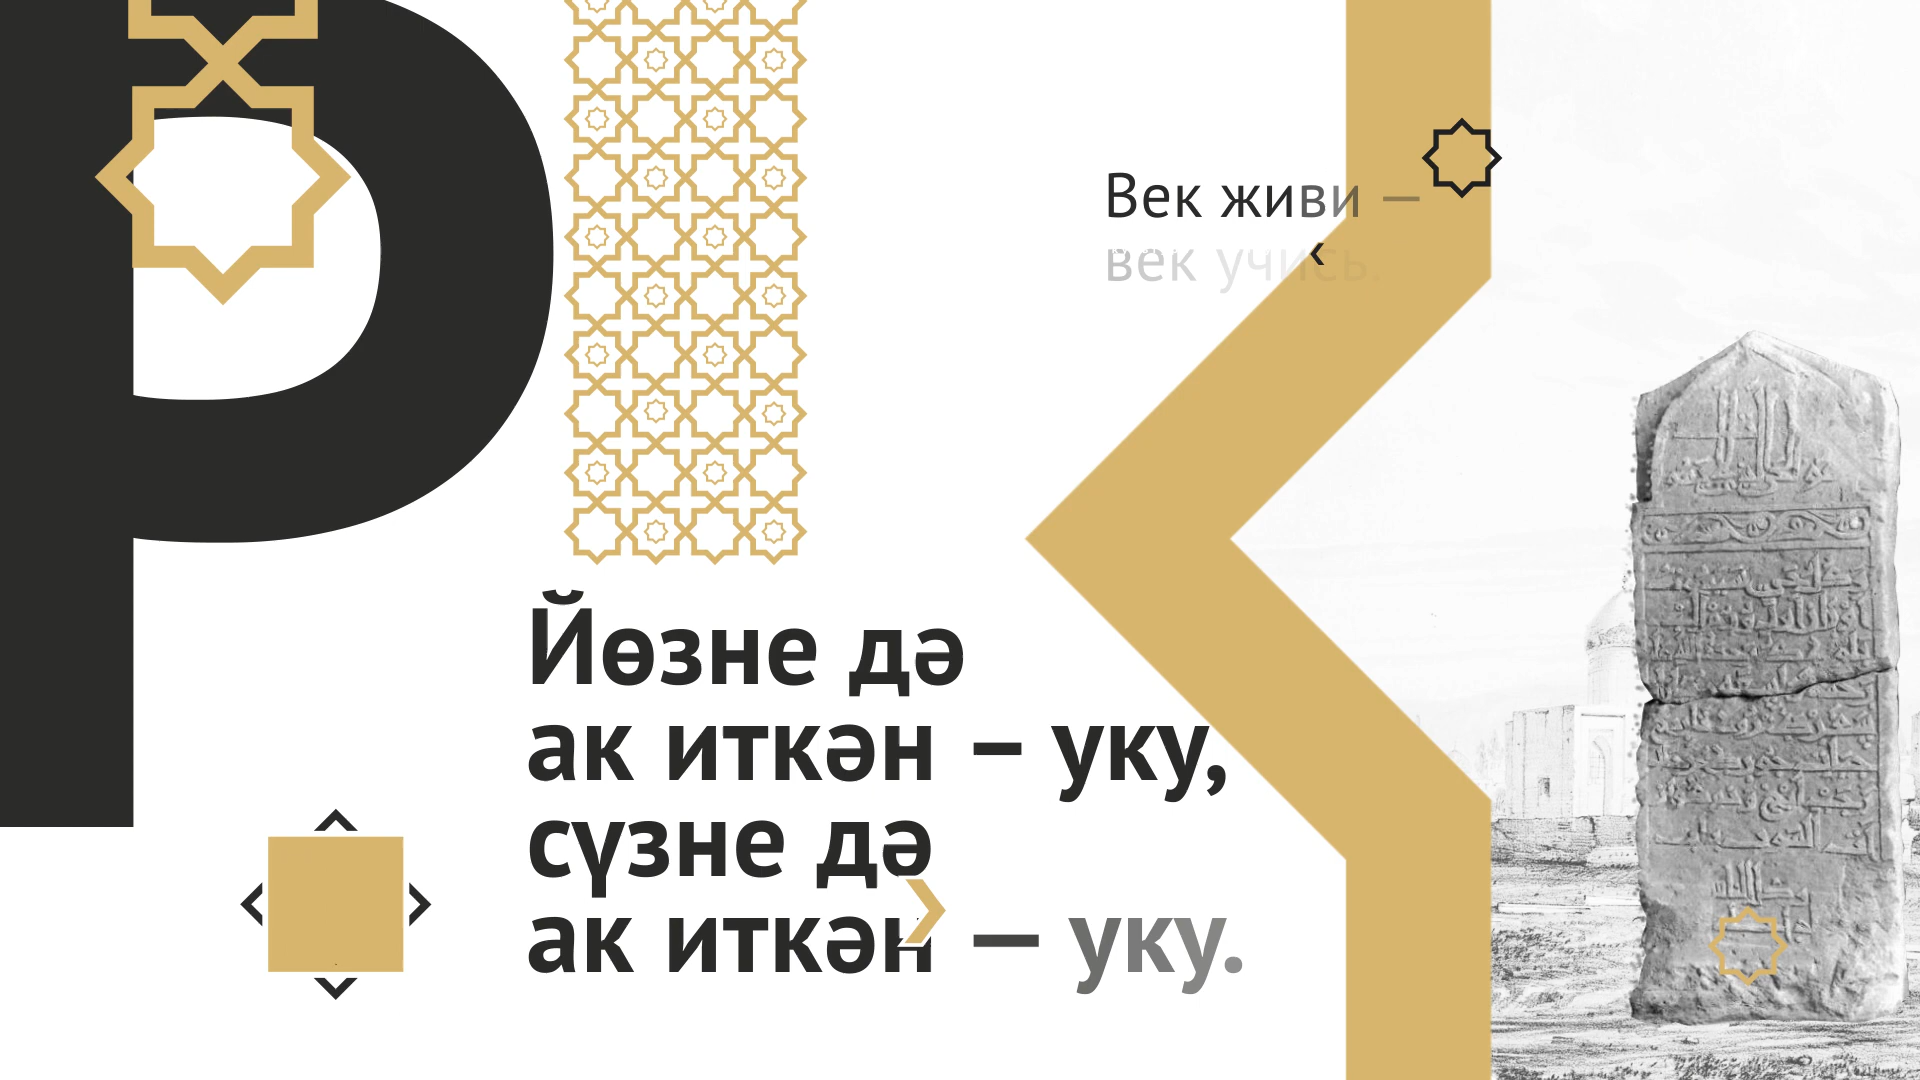 Р
Век живи –
век учись.
Йөзне дә
ак иткән – уку,
сүзне дә
ак иткән – уку.